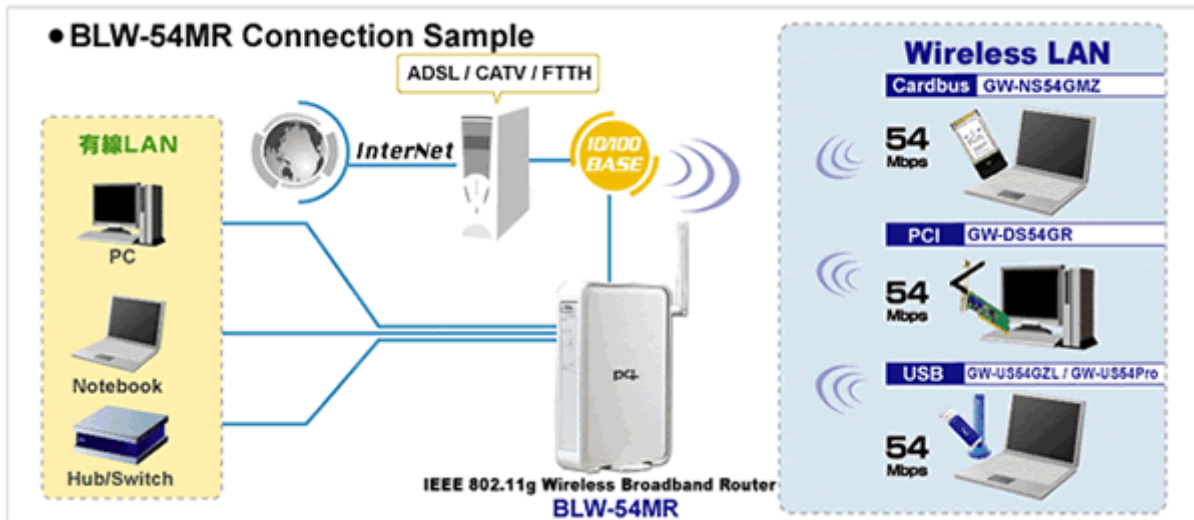 ●BLW-54MR Connection Sample
ADSL / CATV / FTTH
有線LAN
PC
Notebook
Hub/Switch
InterNet
10/100
BASE
pci
IEEE 802.11g Wireless Broadband Router
BLW-54MR
Wireless LAN
Cardbus GW-NS54GMZ
54
Mbps
PCI GW-DS54GR
54
Mbps
USB GW-US54GZL / GW-US54Pro
54
Mbps